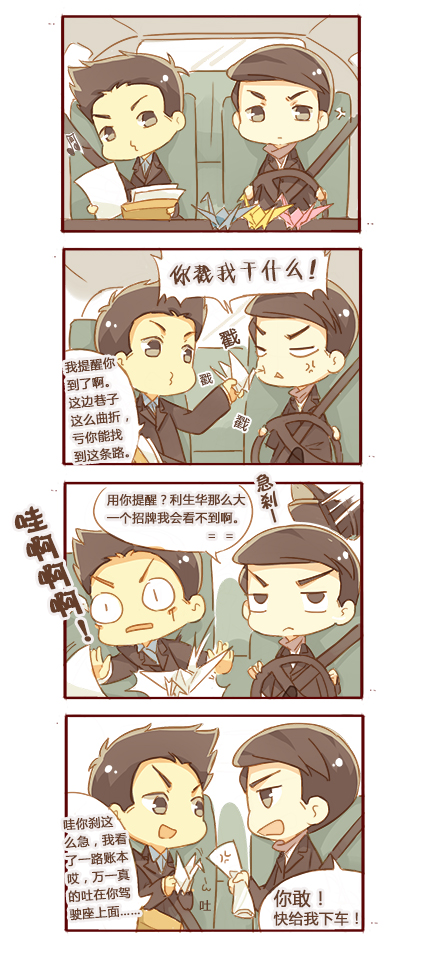 你戳我干什么！
戳
戳
戳
我提醒你
到了啊。
这边巷子
这么曲折，
亏你能找
到这条路。
急刹—
用你提醒？利生华那么大
一个招牌我会看不到啊。
= =
哇啊啊啊！
哇你刹这
么急，我看
了一路账本
哎，万一真
的吐在你驾
驶座上面……
吐
你敢！
快给我下车！